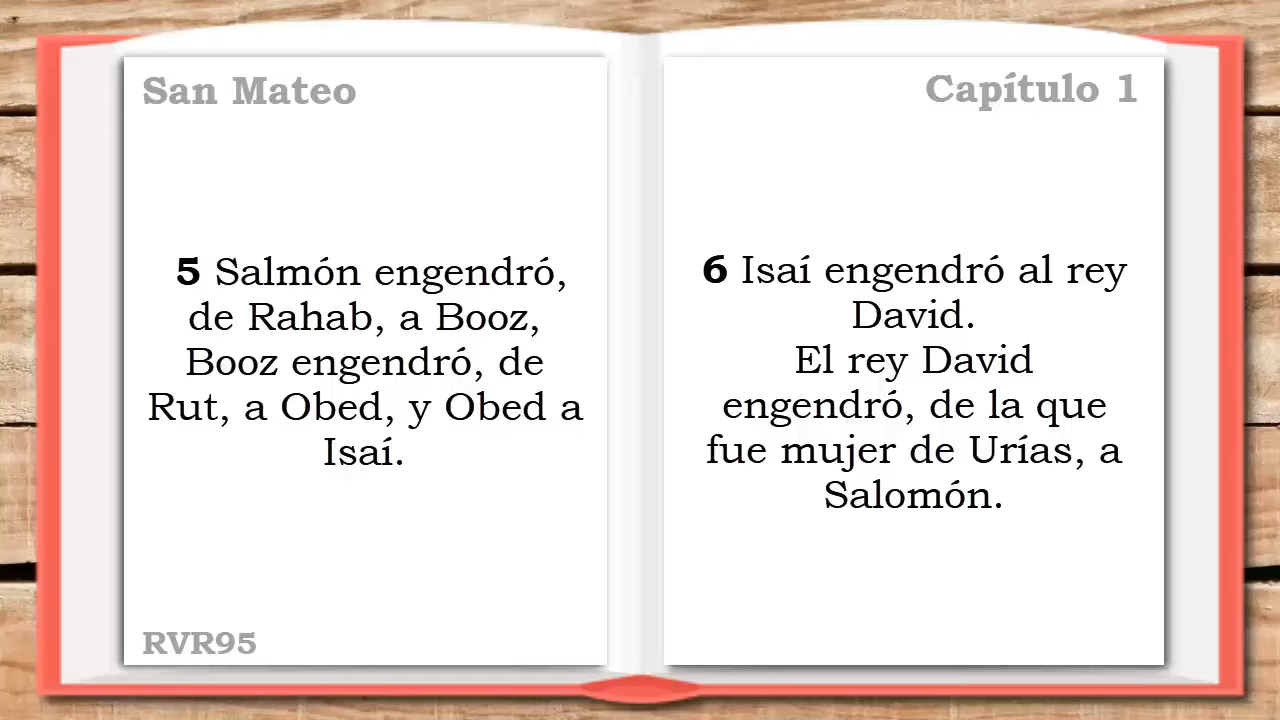 San Mateo
5 Salmón engendró,
de Rahab, a Booz,
Booz engendró, de
Rut, a Obed, y Obed a
Isaí.
RVR95
Capítulo 1
6 Isaí engendró al rey
David.
El rey David
engendró, de la que
fue mujer de Urías, a
Salomón.